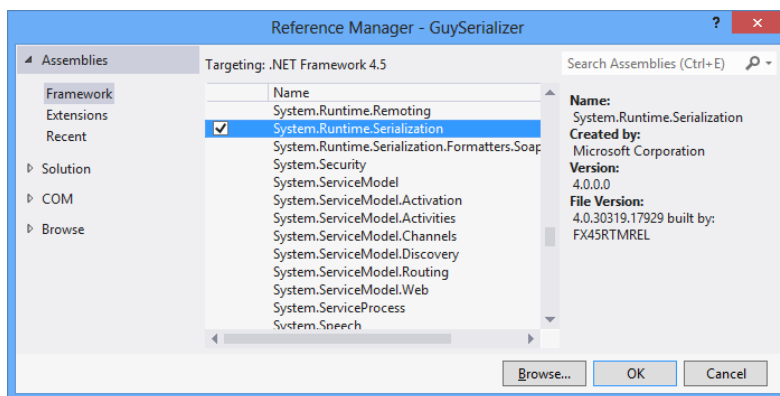 Reference Manager - GuySerializer
?
Assemblies
Framework
Extensions
Recent
Solution
COM
Browse
Targeting: .NET Framework 4.5
Name
System.Runtime.Remoting
System.Runtime.Serialization
System.Runtime.Serialization.Formatters.Soap
System.Security
System.ServiceModel
System.ServiceModel.Activation
System.ServiceModel.Activities
System.ServiceModel.Channels
System.ServiceModel.Discovery
System.ServiceModel.Routing
System.ServiceModel.Web
System.ServiceProcess
System.Speech
Search Assemblies (Ctrl+E)
Name:
System.Runtime.Serialization
Created by:
Microsoft Corporation
Version:
4.0.0.0
File Version:
4.0.30319.17929 built by:
FX45RTMREL
Browse... OK Cancel